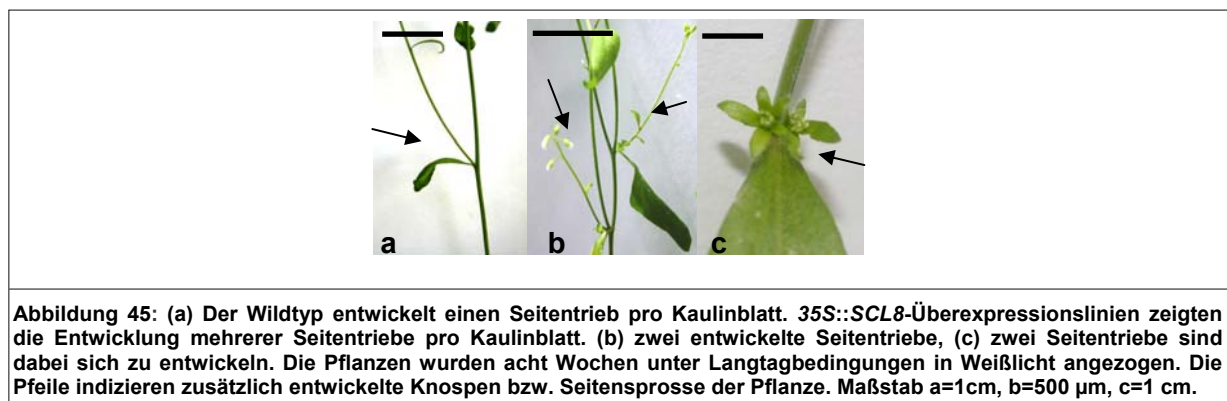 a b c
Abbildung 45: (a) Der Wildtyp entwickelt einen Seitentrieb pro Kaulinblatt. 35S::SCL8-Überexpressionslinien zeigten
die Entwicklung mehrerer Seitentriebe pro Kaulinblatt. (b) zwei entwickelte Seitentriebe, (c) zwei Seitentriebe sind
dabei sich zu entwickeln. Die Pflanzen wurden acht Wochen unter Langtagbedingungen in Weißlicht angezogen. Die
Pfeile indizieren zusätzlich entwickelte Knospen bzw. Seitensprosse der Pflanze. Maßstab a=1cm, b=500 µm, c=1 cm.